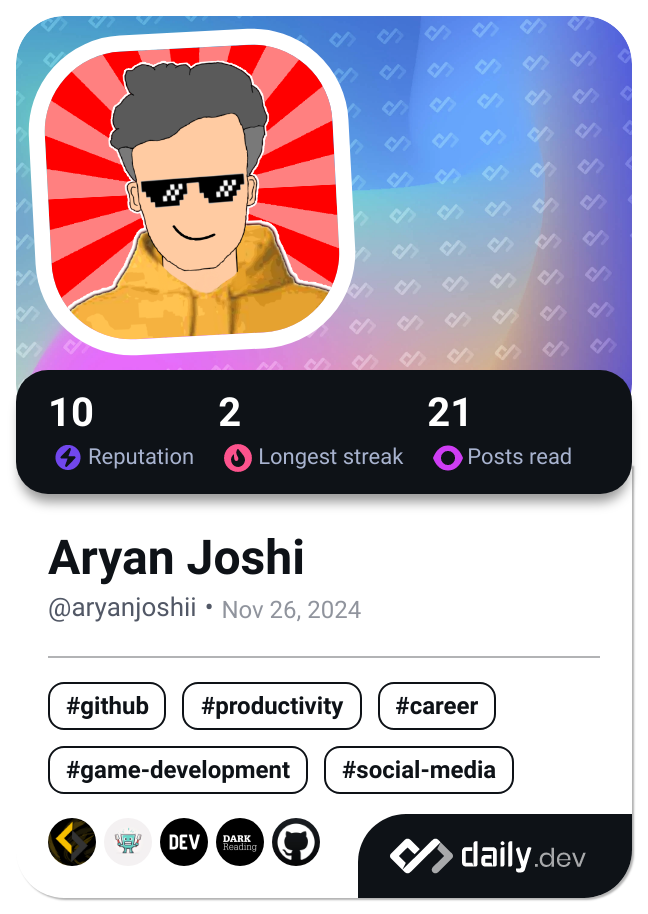 10 2 21
Reputation Longest streak Posts read
Aryan Joshi
@aryanjoshii • Nov 26, 2024
#github #productivity #career
#game-development #social-media
DEV DARK Reading
daily.dev